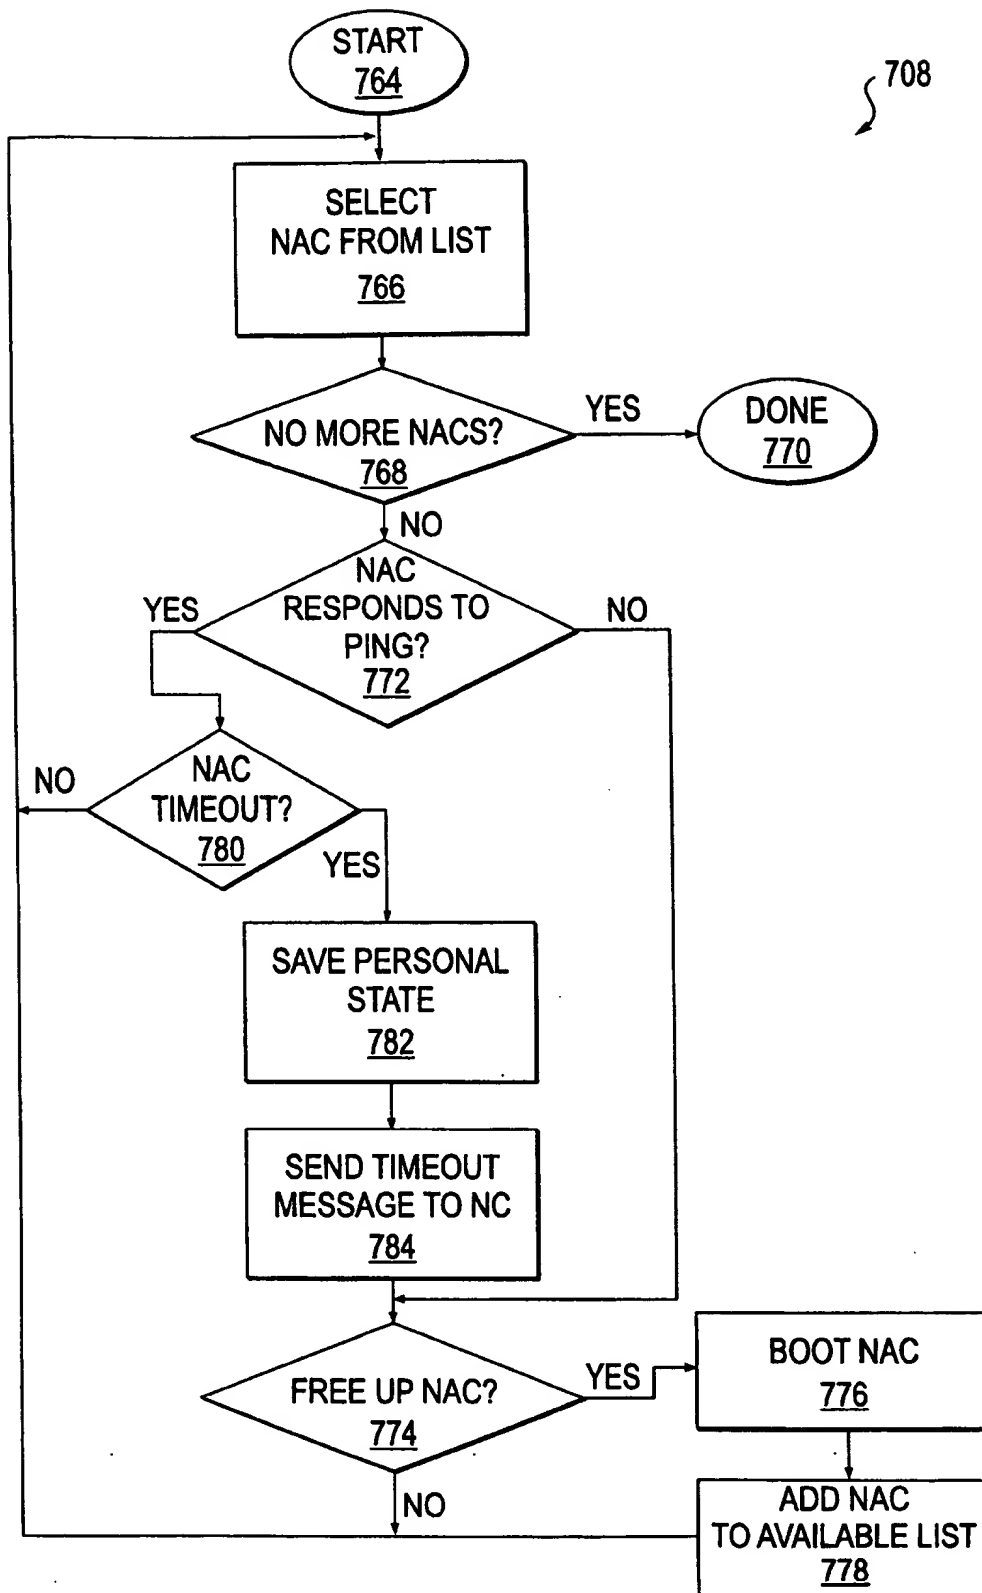 START
764
708
SELECT
NAC FROM LIST
766
NO MORE NACS?
768
YES
DONE
770
NO
NAC
RESPONDS TO
PING?
772
YES
NO
NAC
TIMEOUT?
780
NO
YES
SAVE PERSONAL
STATE
782
SEND TIMEOUT
MESSAGE TO NC
784
FREE UP NAC?
774
YES
BOOT NAC
776
NO
ADD NAC
TO AVAILABLE LIST
778